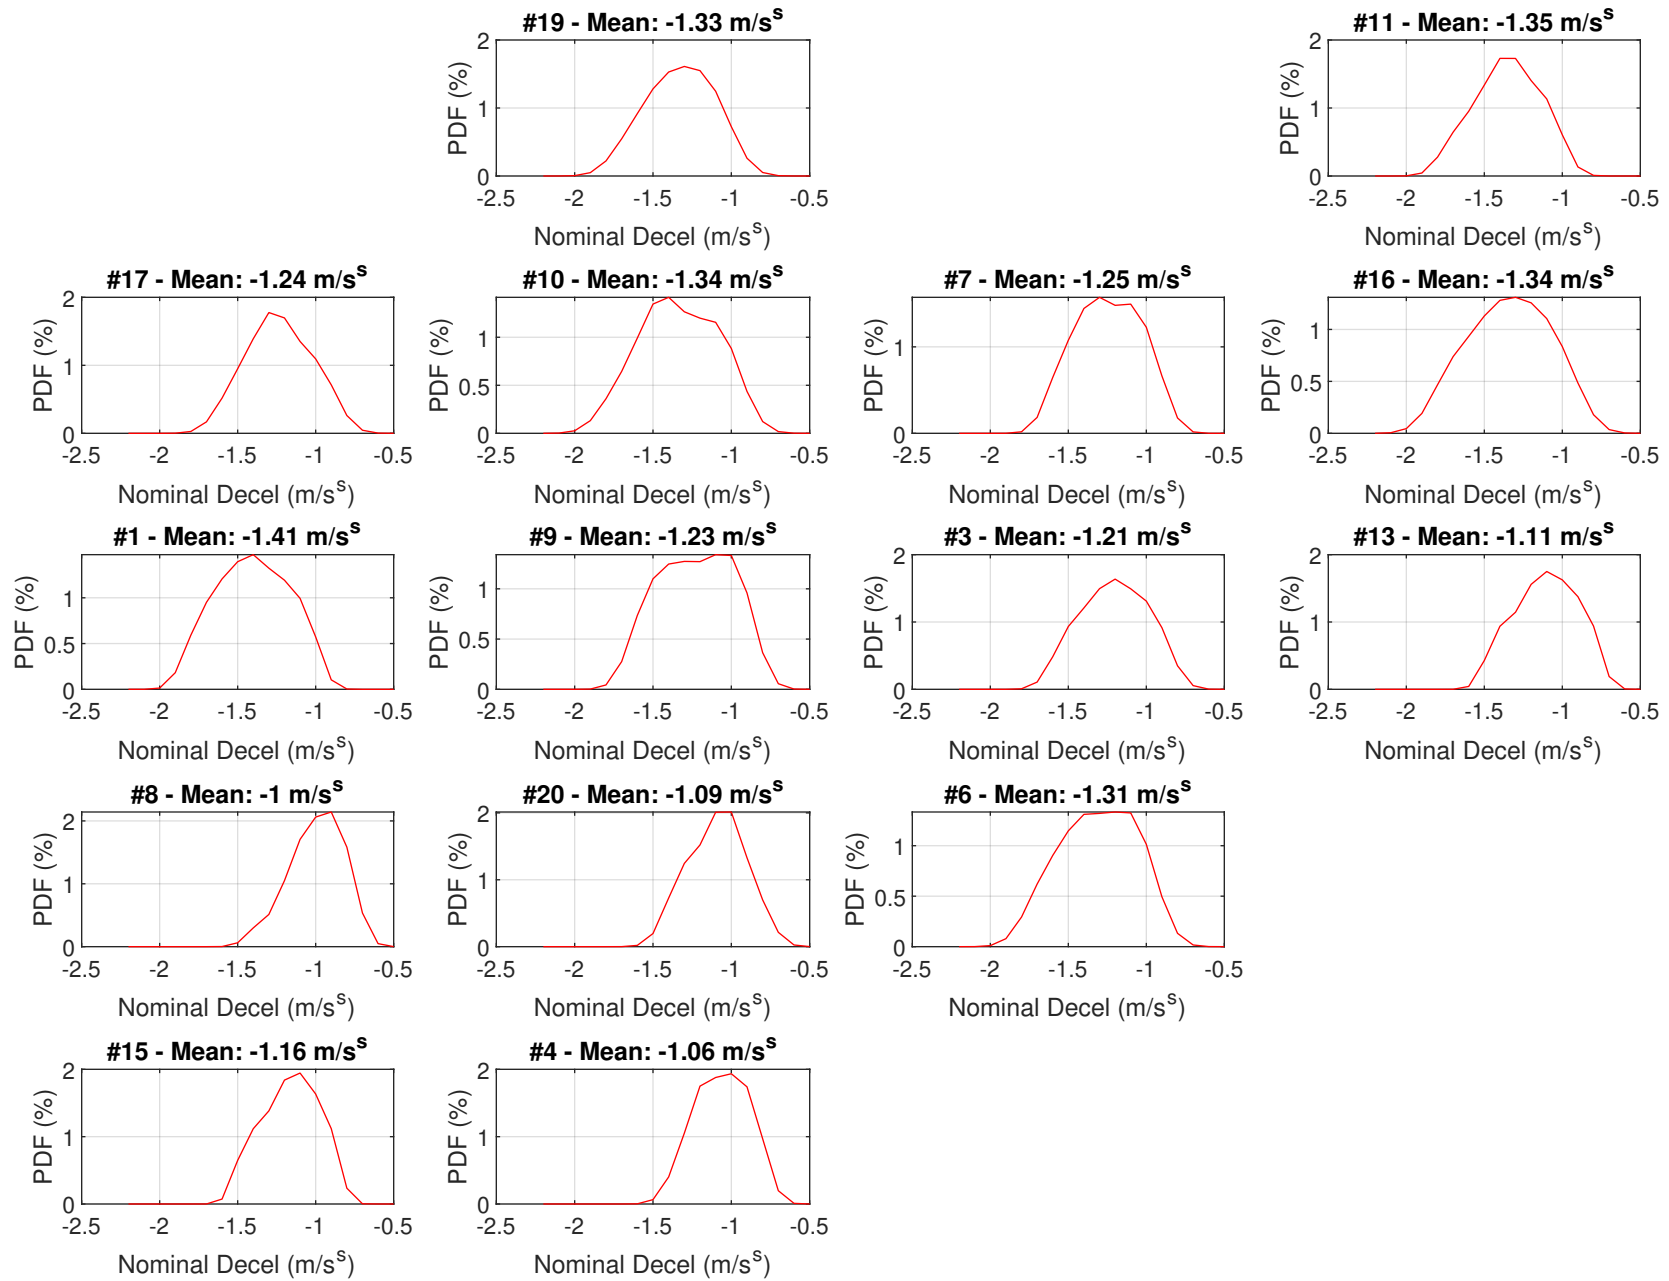 #19 - Mean: -1.33 m/s^s
PDF (%)
2
1
0
-2.5 -2 -1.5 -1 -0.5
Nominal Decel (m/s^s)
#11 - Mean: -1.35 m/s^s
PDF (%)
2
1
0
-2.5 -2 -1.5 -1 -0.5
Nominal Decel (m/s^s)
#17 - Mean: -1.24 m/s^s
PDF (%)
2
1
0
-2.5 -2 -1.5 -1 -0.5
Nominal Decel (m/s^s)
#10 - Mean: -1.34 m/s^s
PDF (%)
1
0.5
0
-2.5 -2 -1.5 -1 -0.5
Nominal Decel (m/s^s)
#7 - Mean: -1.25 m/s^s
PDF (%)
1
0
-2.5 -2 -1.5 -1 -0.5
Nominal Decel (m/s^s)
#16 - Mean: -1.34 m/s^s
PDF (%)
1
0.5
0
-2.5 -2 -1.5 -1 -0.5
Nominal Decel (m/s^s)
#1 - Mean: -1.41 m/s^s
PDF (%)
1
0.5
0
-2.5 -2 -1.5 -1 -0.5
Nominal Decel (m/s^s)
#9 - Mean: -1.23 m/s^s
PDF (%)
1
0.5
0
-2.5 -2 -1.5 -1 -0.5
Nominal Decel (m/s^s)
#3 - Mean: -1.21 m/s^s
PDF (%)
2
1
0
-2.5 -2 -1.5 -1 -0.5
Nominal Decel (m/s^s)
#13 - Mean: -1.11 m/s^s
PDF (%)
2
1
0
-2.5 -2 -1.5 -1 -0.5
Nominal Decel (m/s^s)
#8 - Mean: -1 m/s^s
PDF (%)
2
1
0
-2.5 -2 -1.5 -1 -0.5
Nominal Decel (m/s^s)
#20 - Mean: -1.09 m/s^s
PDF (%)
2
1
0
-2.5 -2 -1.5 -1 -0.5
Nominal Decel (m/s^s)
#6 - Mean: -1.31 m/s^s
PDF (%)
1
0.5
0
-2.5 -2 -1.5 -1 -0.5
Nominal Decel (m/s^s)
#15 - Mean: -1.16 m/s^s
PDF (%)
2
1
0
-2.5 -2 -1.5 -1 -0.5
Nominal Decel (m/s^s)
#4 - Mean: -1.06 m/s^s
PDF (%)
2
1
0
-2.5 -2 -1.5 -1 -0.5
Nominal Decel (m/s^s)